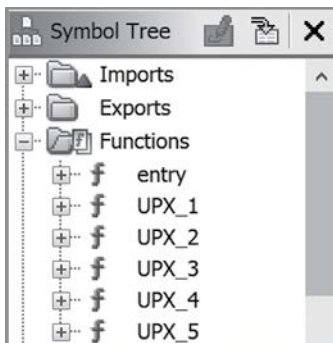 Symbol Tree
Imports
Exports
Functions
entry
UPX_1
UPX_2
UPX_3
UPX_4
UPX_5